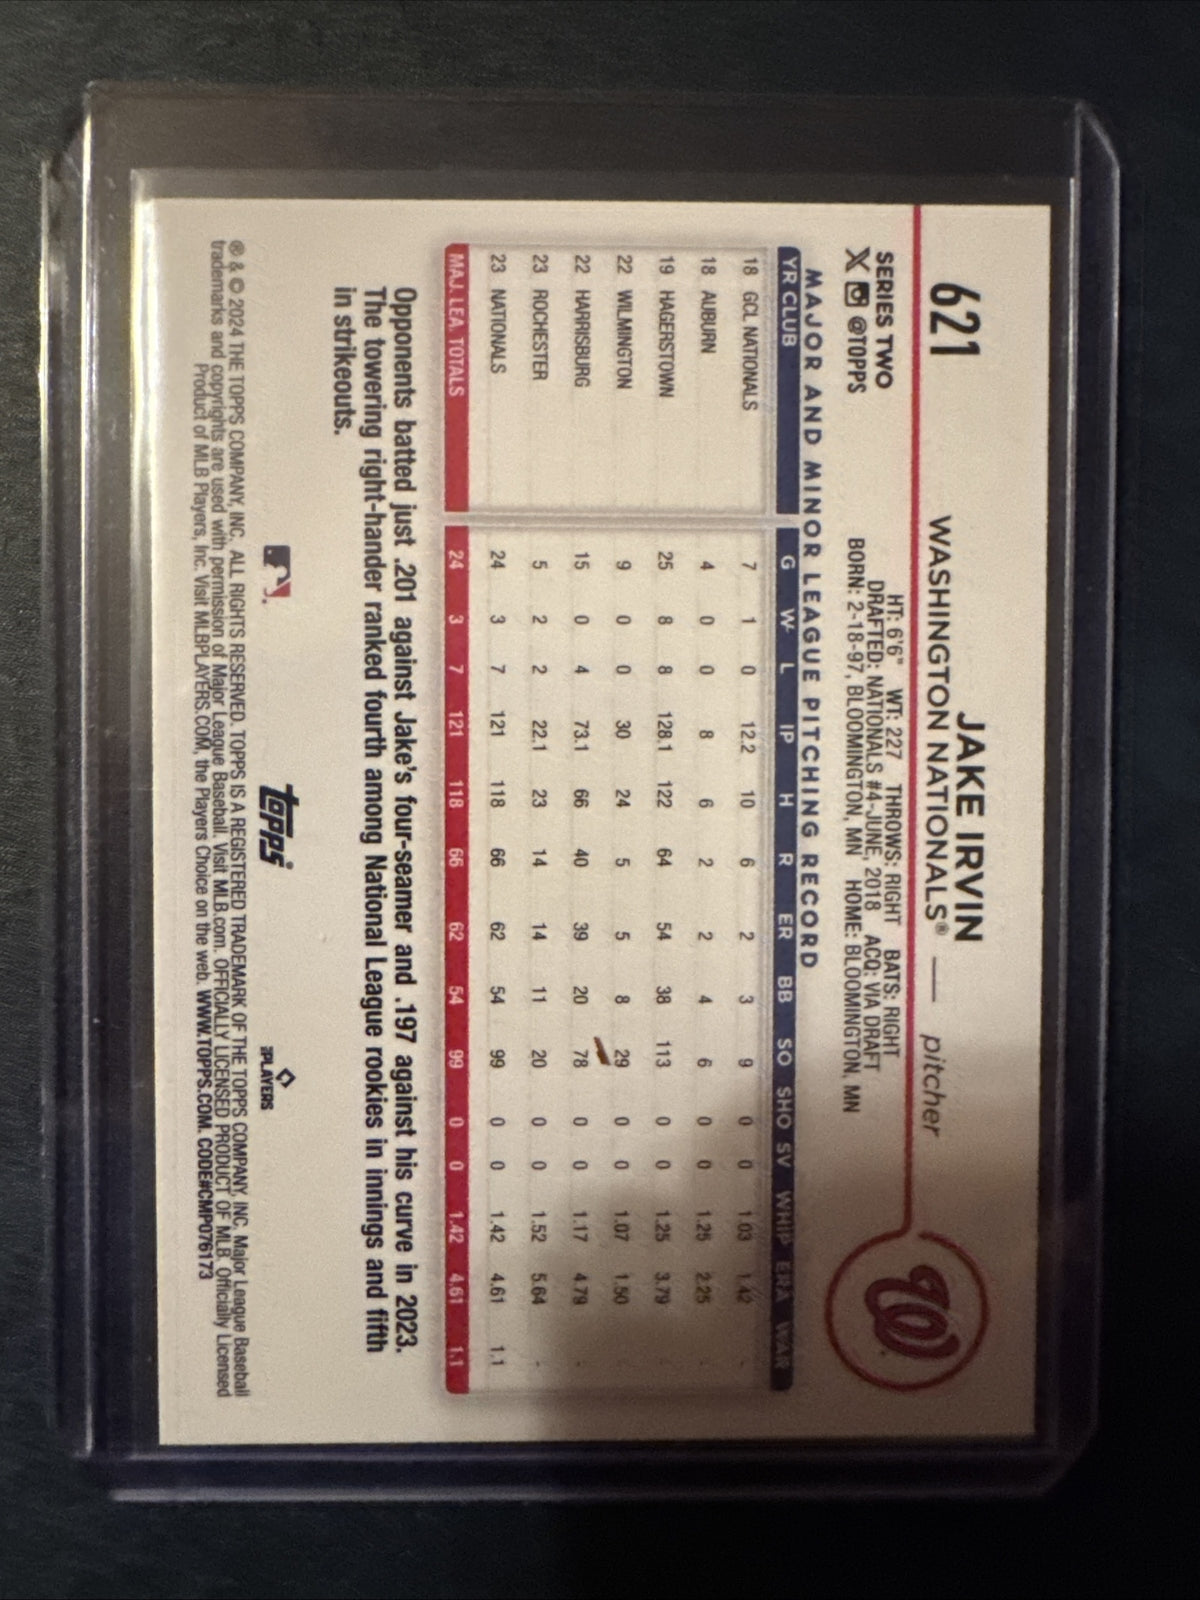 621
JAKE IRVIN
WASHINGTON NATIONALS® — pitcher
SERIES TWO
@TOPPS
HT: 6'6" WT: 227 THROWS: RIGHT BATS: RIGHT
DRAFTED: NATIONALS #4-JUNE, 2018 ACQ: VIA DRAFT
BORN: 2-18-97, BLOOMINGTON, MN HOME: BLOOMINGTON, MN
MAJOR AND MINOR LEAGUE PITCHING RECORD
YR CLUB G W L IP H R ER BB SO SHO SV WHIP ERA WAR
18 GCL NATIONALS 7 1 0 12.2 10 6 2 3 9 0 0 1.03 1.42 -
18 AUBURN 4 0 0 8 6 2 2 4 6 0 0 1.25 2.25 -
19 HAGERSTOWN 25 8 8 128.1 122 64 54 38 113 0 0 1.25 3.79 -
22 WILMINGTON 9 0 0 30 24 5 5 8 29 0 0 1.07 1.50 -
22 HARRISBURG 15 0 4 73.1 66 40 39 20 78 0 0 1.17 4.79 -
23 ROCHESTER 5 2 2 22.1 23 14 14 11 20 0 0 1.52 5.64 -
23 NATIONALS 24 3 7 121 118 66 62 54 99 0 0 1.42 4.61 1.1
MAJ. LEA. TOTALS 24 3 7 121 118 66 62 54 99 0 0 1.42 4.61 1.1
Opponents batted just .201 against Jake's four-seamer and .197 against his curve in 2023.
The towering right-hander ranked fourth among National League rookies in innings and fifth
in strikeouts.
topps®
PLAYERS
® & © 2024 THE TOPPS COMPANY, INC. ALL RIGHTS RESERVED. TOPPS IS A REGISTERED TRADEMARK OF THE TOPPS COMPANY, INC. Major League Baseball
trademarks and copyrights are used with permission of Major League Baseball. Visit MLB.com. OFFICIALLY LICENSED PRODUCT OF MLB. Officially Licensed
Product of MLB Players, Inc. Visit MLBPLAYERS.COM, the Players Choice on the web. WWW.TOPPS.COM. CODE#CMP076173